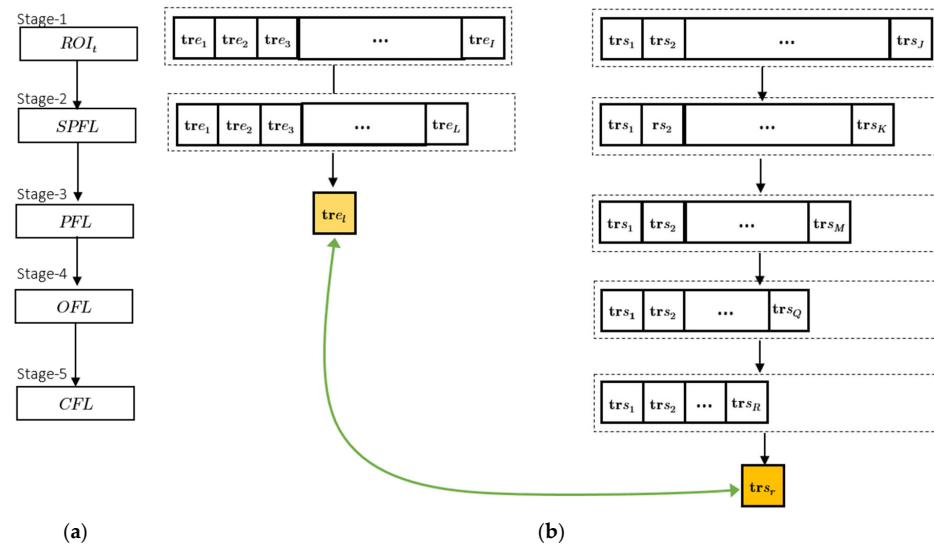 Stage-1
ROI_t
Stage-2
SPFL
Stage-3
PFL
Stage-4
OFL
Stage-5
CFL
(a)
tre_1 tre_2 tre_3 ... tre_I
tre_1 tre_2 tre_3 ... tre_L
tre_l
trs_1 trs_2 ... trs_J
trs_1 rs_2 ... trs_K
trs_1 trs_2 ... trs_M
trs_1 trs_2 ... trs_Q
trs_1 trs_2 ... trs_R
trs_r
(b)